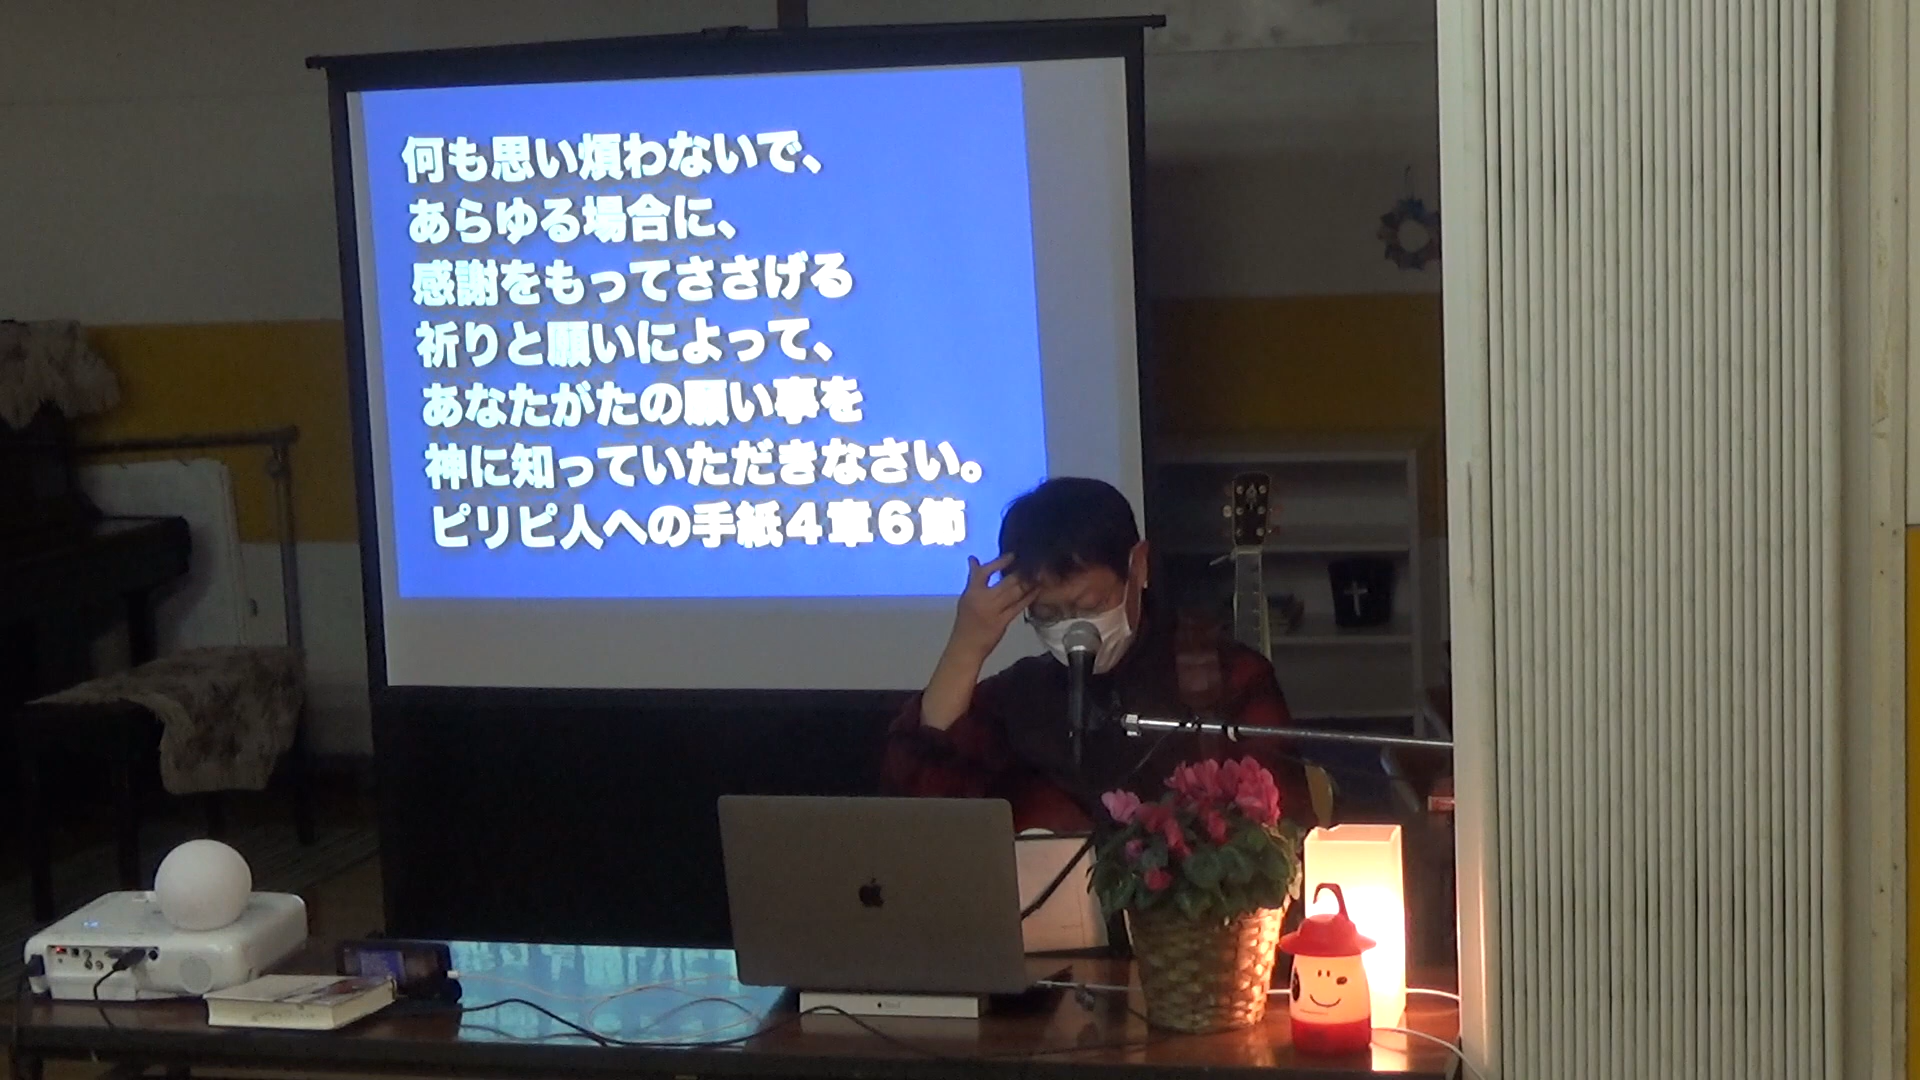 何も思い煩わないで、
あらゆる場合に、
感謝をもってささげる
祈りと願いによって、
あなたがたの願い事を
神に知っていただきなさい。
ピリピ人への手紙４章６節